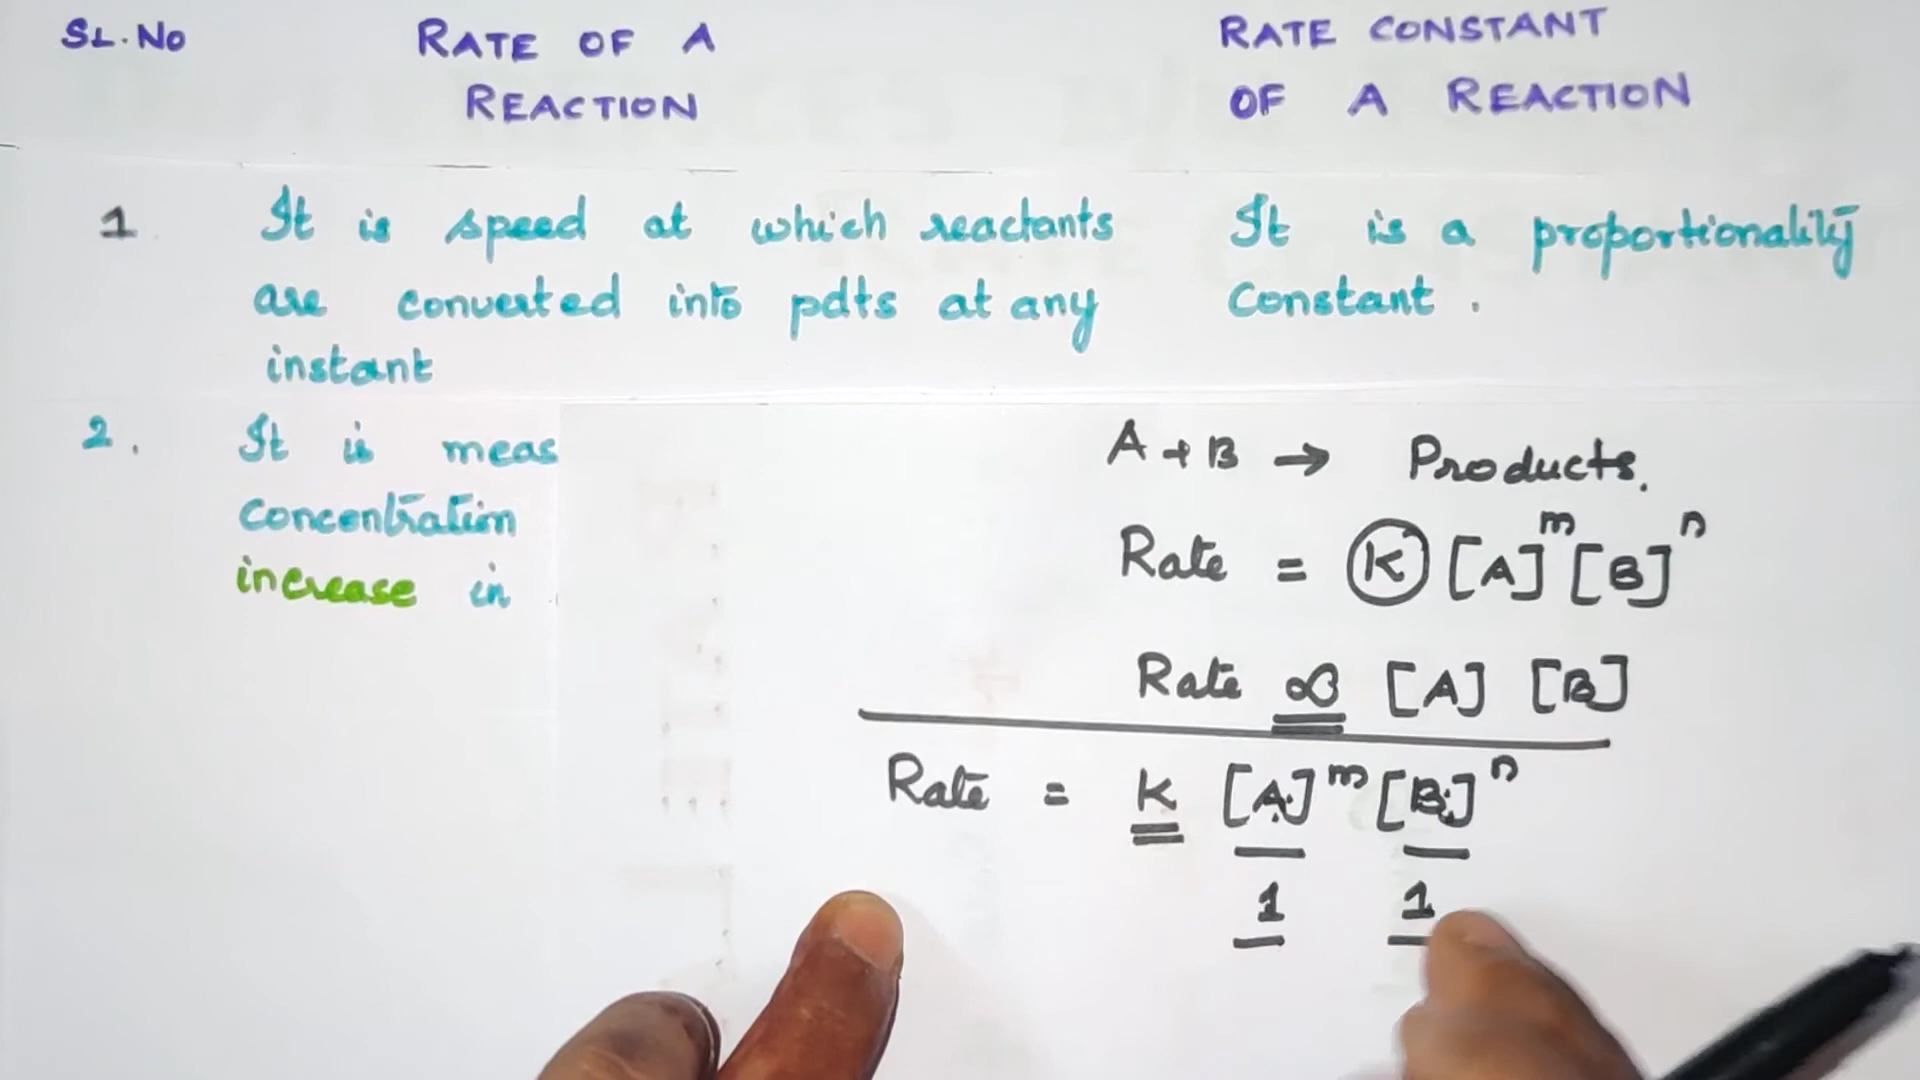 SL.No
RATE OF A
REACTION
RATE CONSTANT
OF A REACTION
1
It is speed at which reactants
are converted into pdts at any
instant
It is a proportionality
Constant.
2.
It is meas
Concentration
increase in
A + B → Products.
Rate = K [A]^m [B]^n
Rate ∝ [A] [B]
Rate = K [A]^m [B]^n
1 1